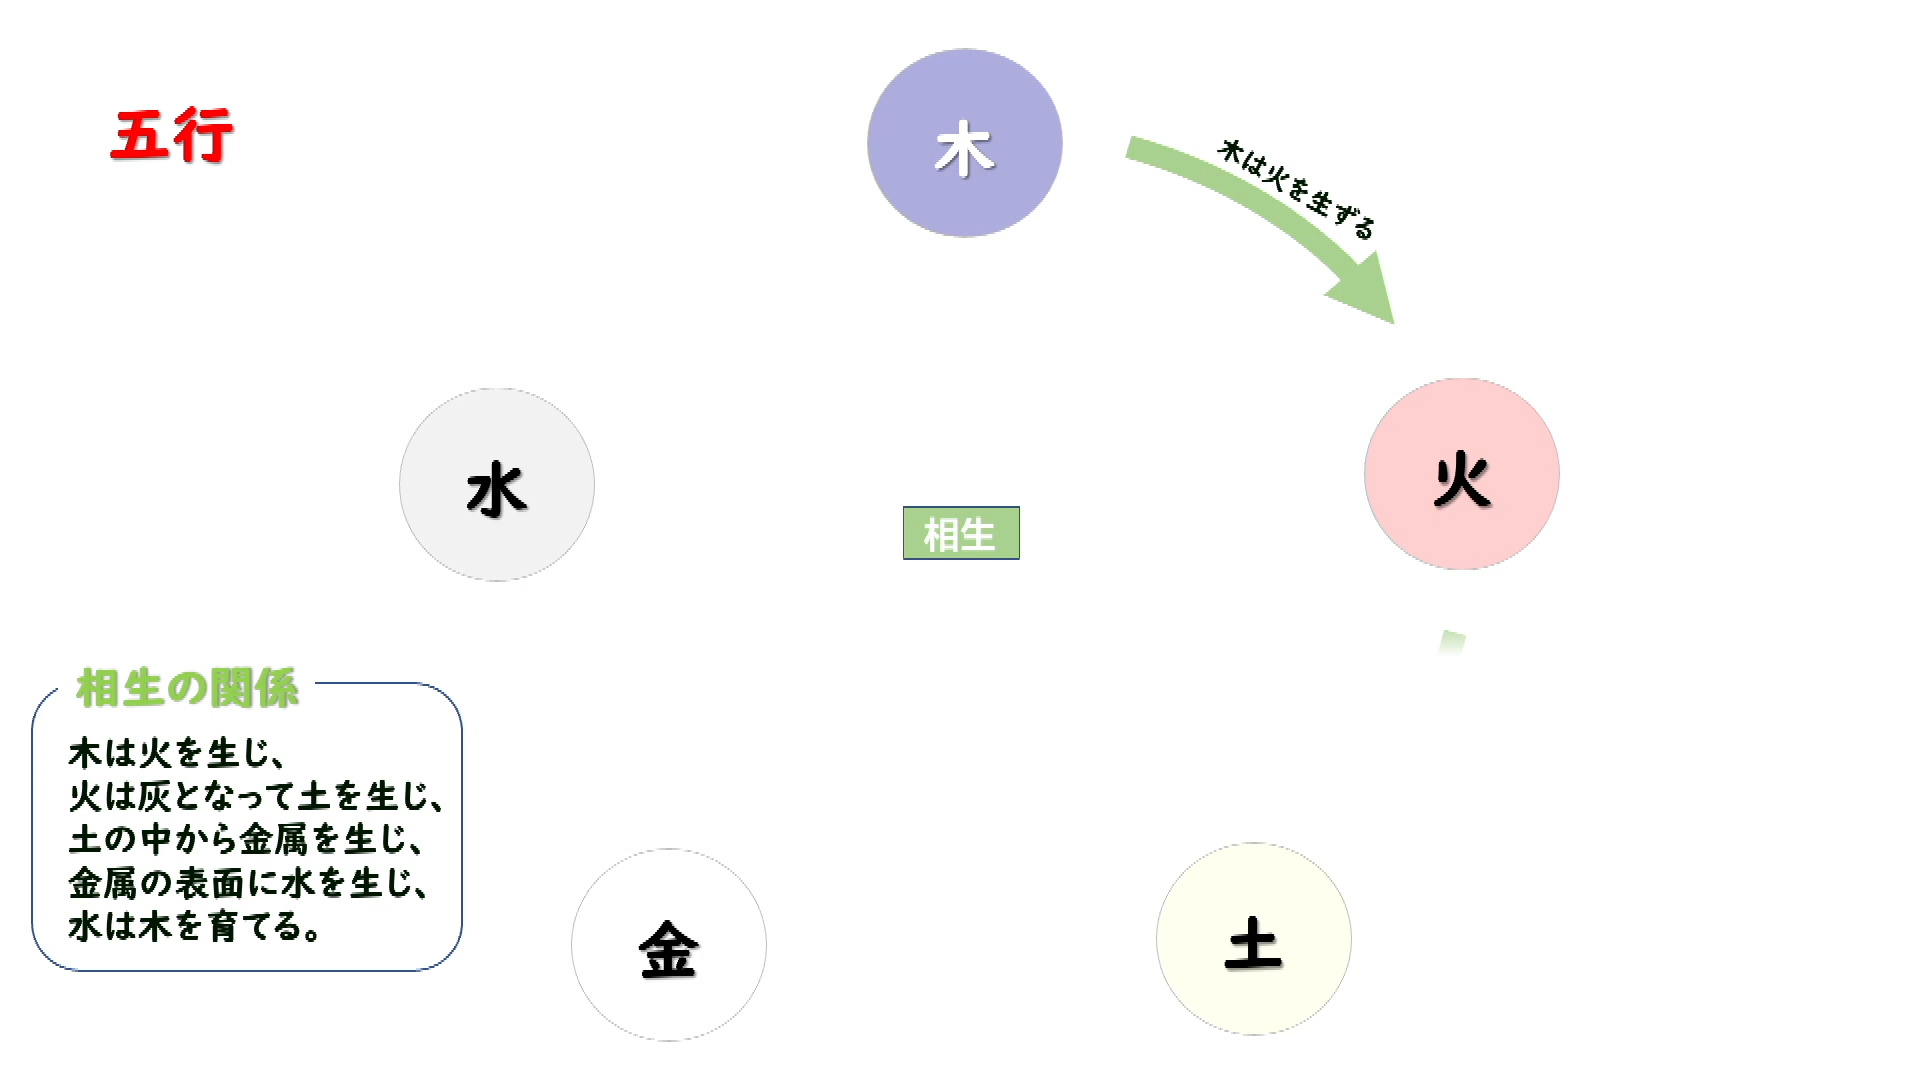 五行
木
木は火を生ずる
水
火
相生
相生の関係
木は火を生じ、
火は灰となって土を生じ、
土の中から金属を生じ、
金属の表面に水を生じ、
水は木を育てる。
金
土